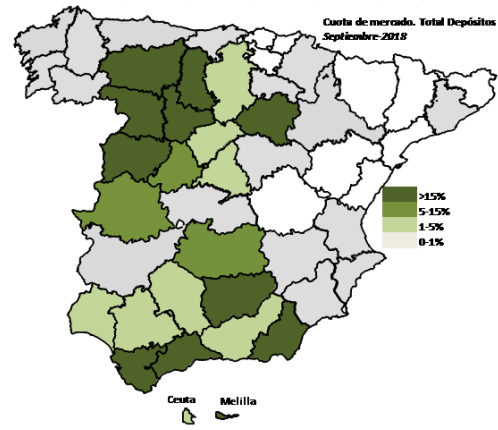 Cuota de mercado. Total Depósitos
Septiembre-2018
>15%
5-15%
1-5%
0-1%
Ceuta
Melilla